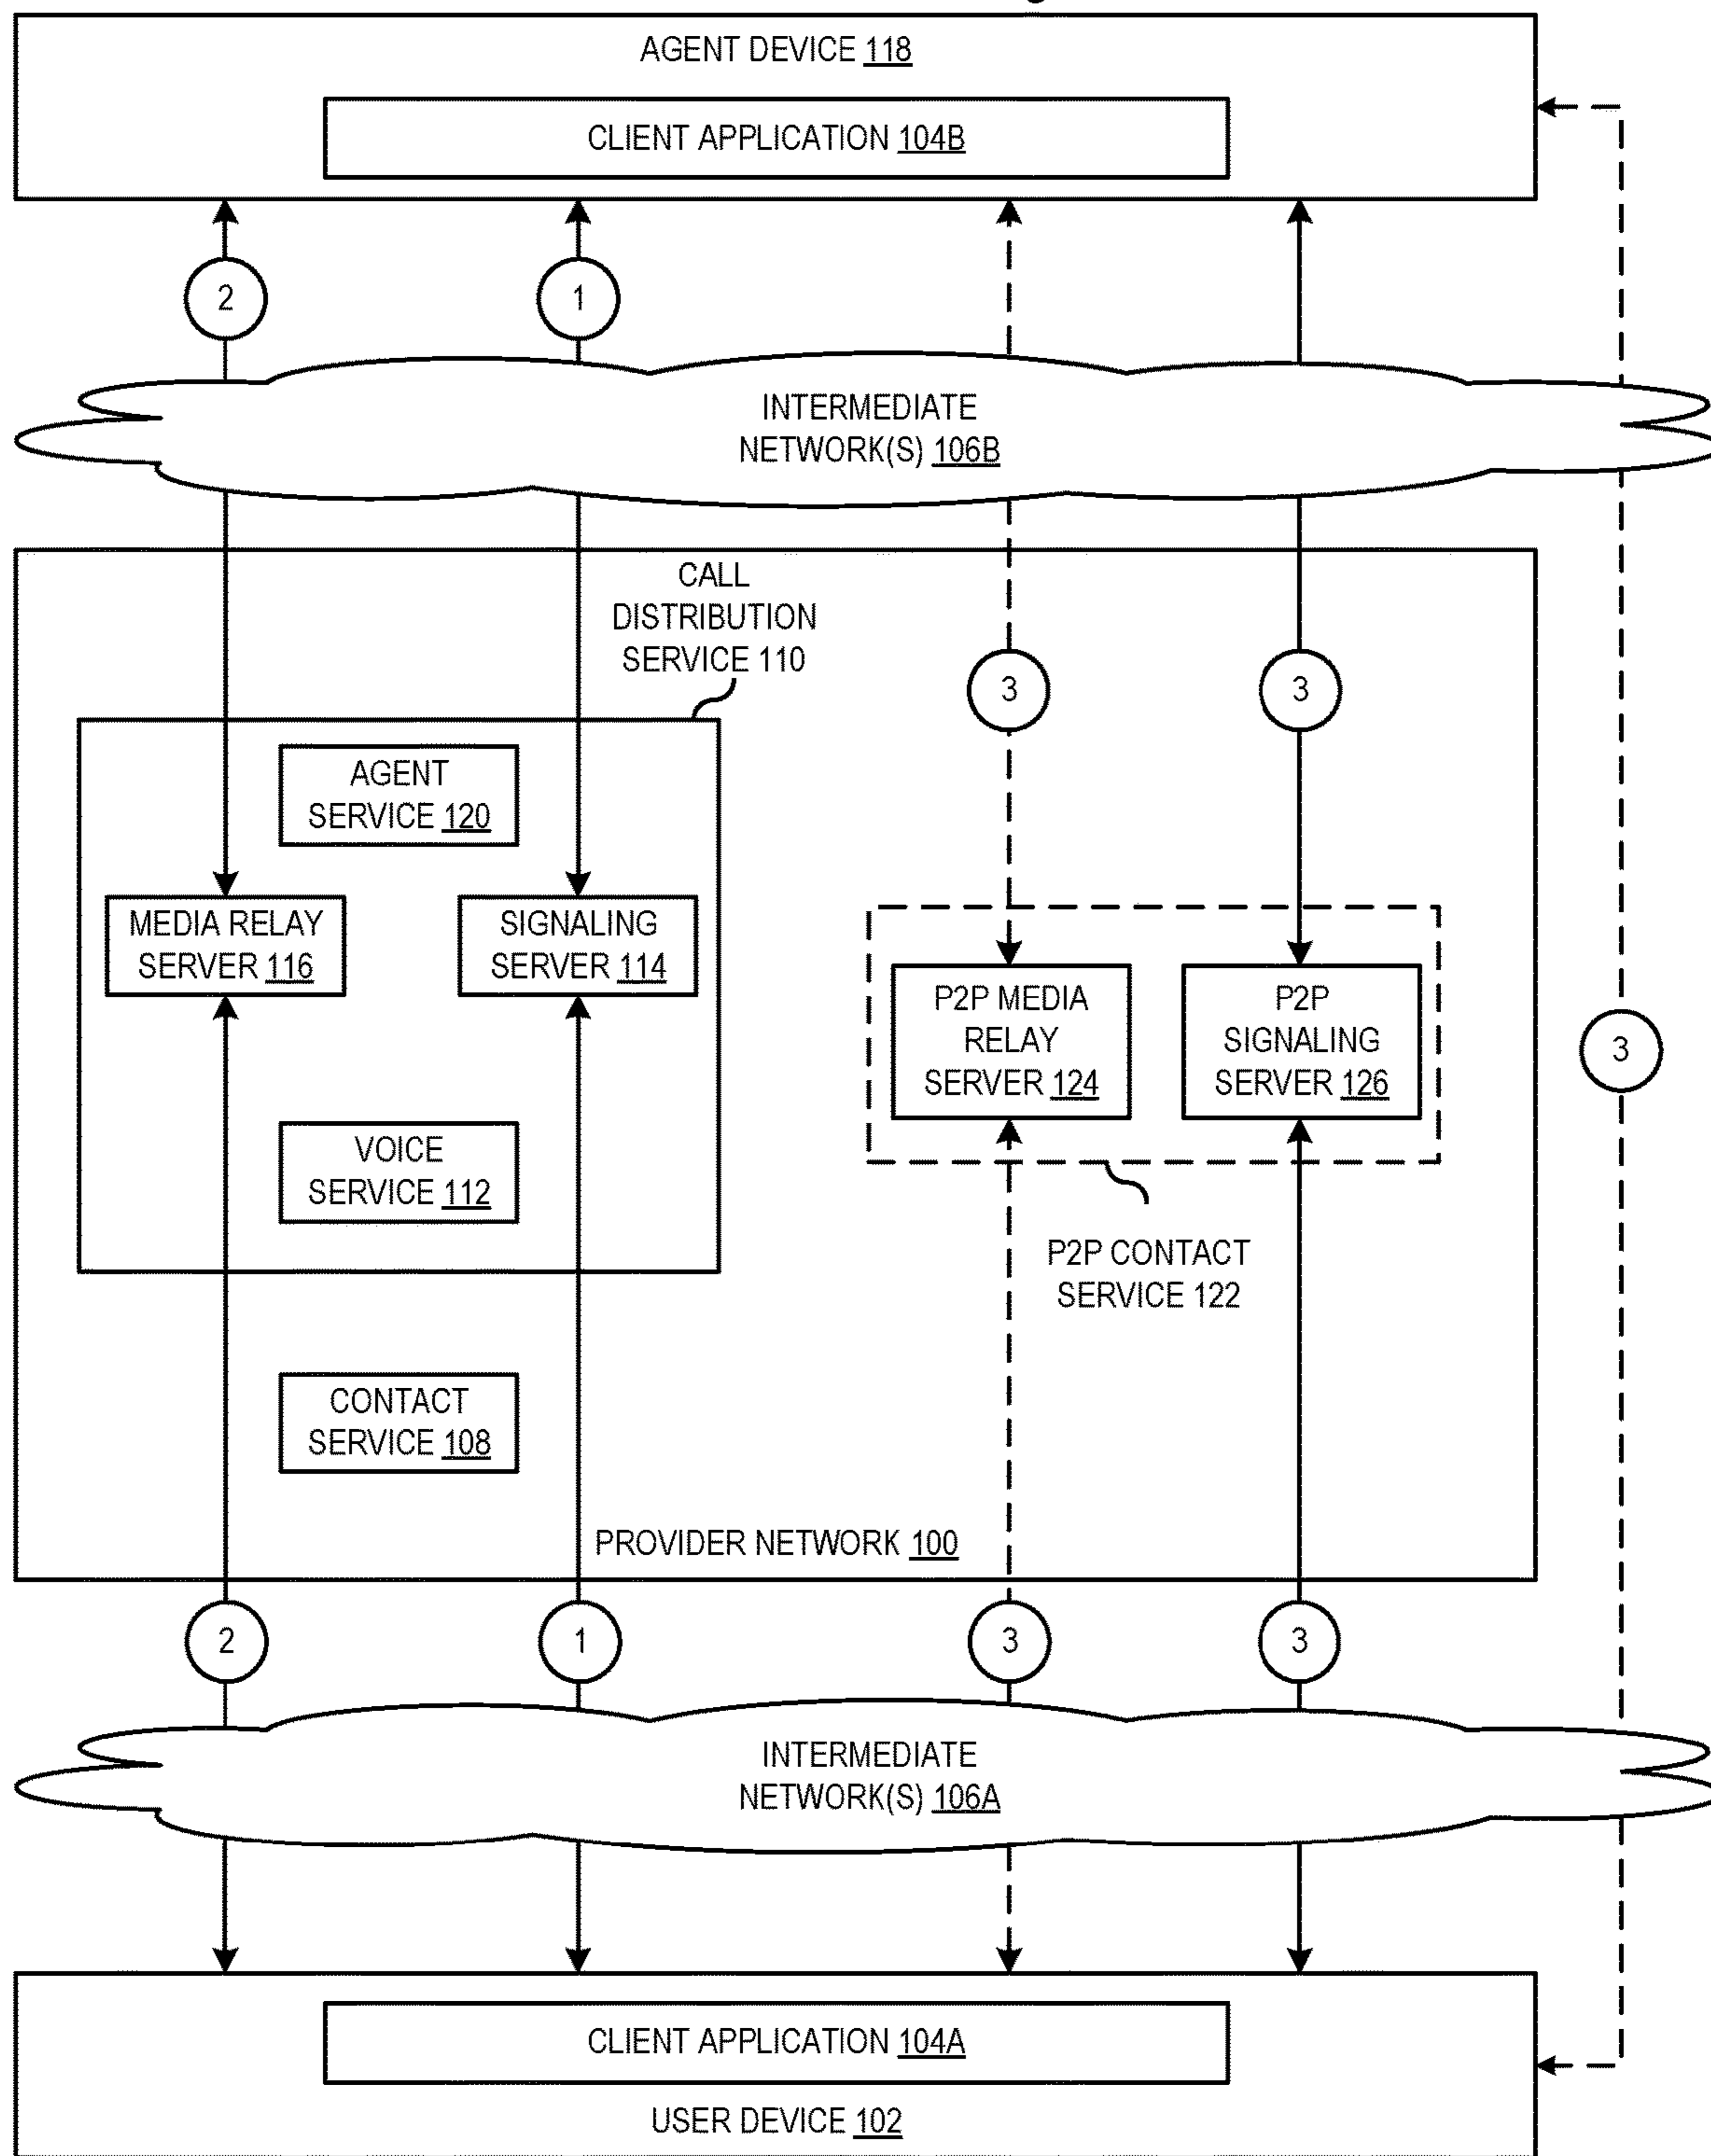 AGENT DEVICE 118
CLIENT APPLICATION 104B
2
1
INTERMEDIATE
NETWORK(S) 106B
CALL
DISTRIBUTION
SERVICE 110
3
3
AGENT
SERVICE 120
MEDIA RELAY
SERVER 116
SIGNALING
SERVER 114
P2P MEDIA
RELAY
SERVER 124
P2P
SIGNALING
SERVER 126
3
VOICE
SERVICE 112
P2P CONTACT
SERVICE 122
CONTACT
SERVICE 108
PROVIDER NETWORK 100
2
1
3
3
INTERMEDIATE
NETWORK(S) 106A
CLIENT APPLICATION 104A
USER DEVICE 102